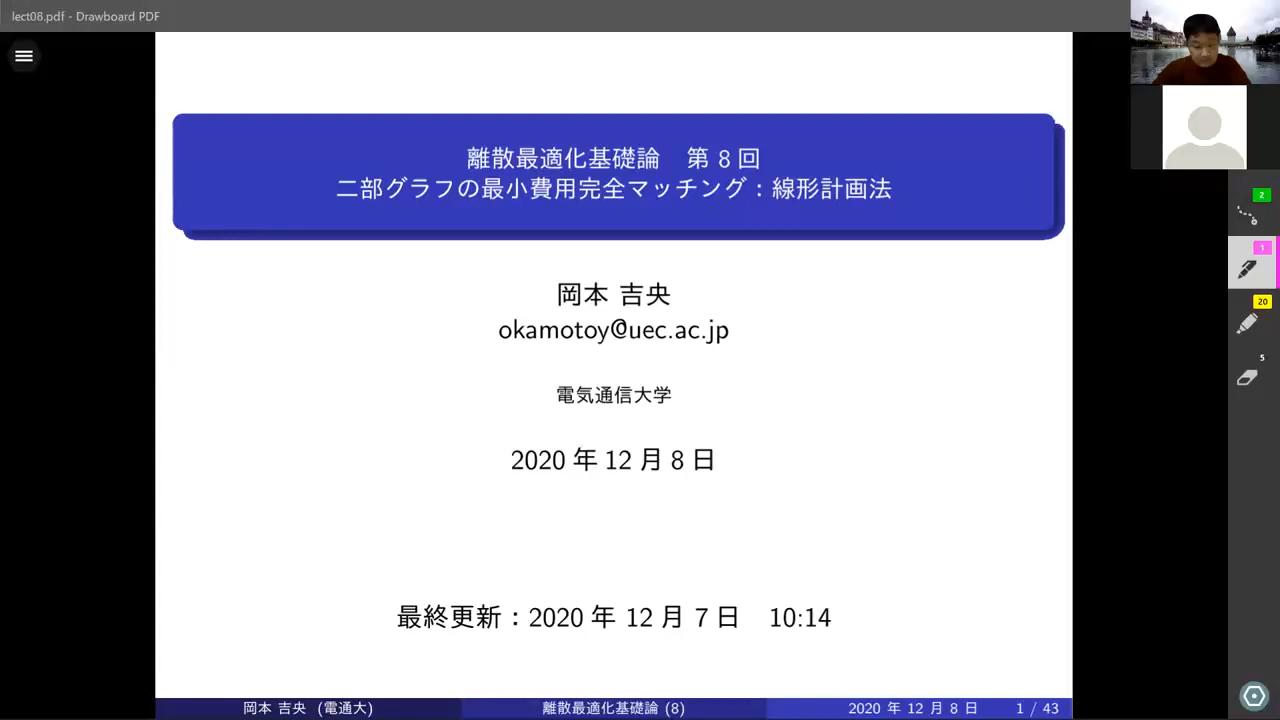 lect08.pdf - Drawboard PDF
離散最適化基礎論　第 8 回
二部グラフの最小費用完全マッチング：線形計画法
岡本 吉央
okamotoy@uec.ac.jp
電気通信大学
2020 年 12 月 8 日
最終更新：2020 年 12 月 7 日　10:14
岡本 吉央 (電通大)
離散最適化基礎論 (8)
2020 年 12 月 8 日
1 / 43
2
1
20
5